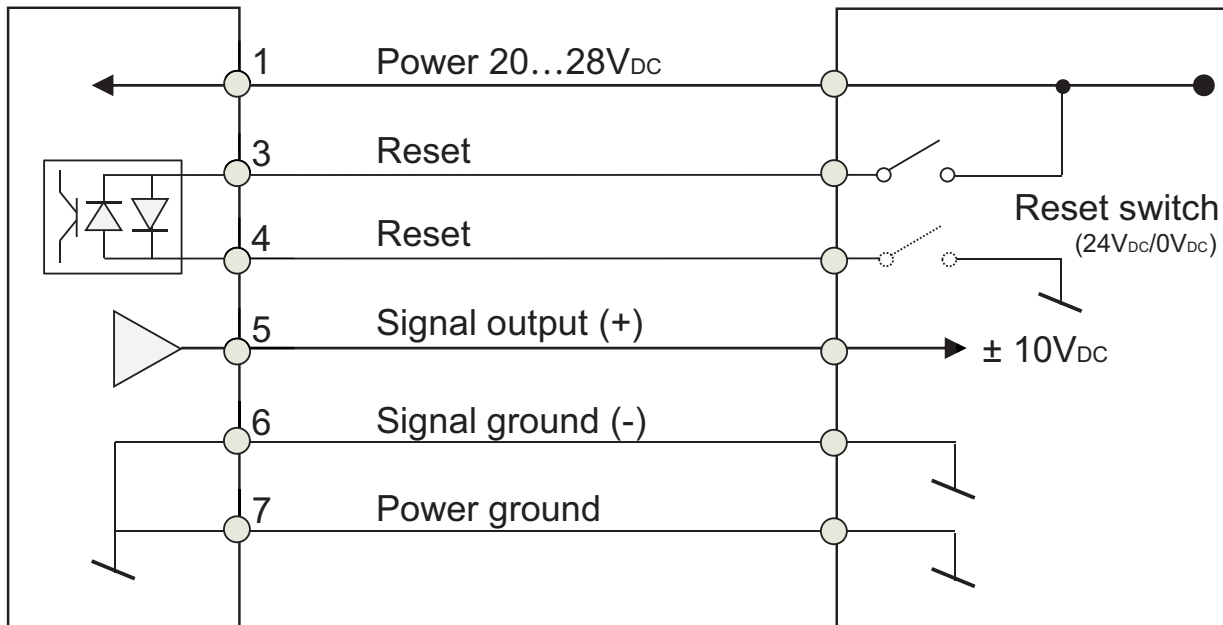 1 Power 20…28VDC
3 Reset
4 Reset
Reset switch
(24VDC/0VDC)
5 Signal output (+)
± 10VDC
6 Signal ground (-)
7 Power ground